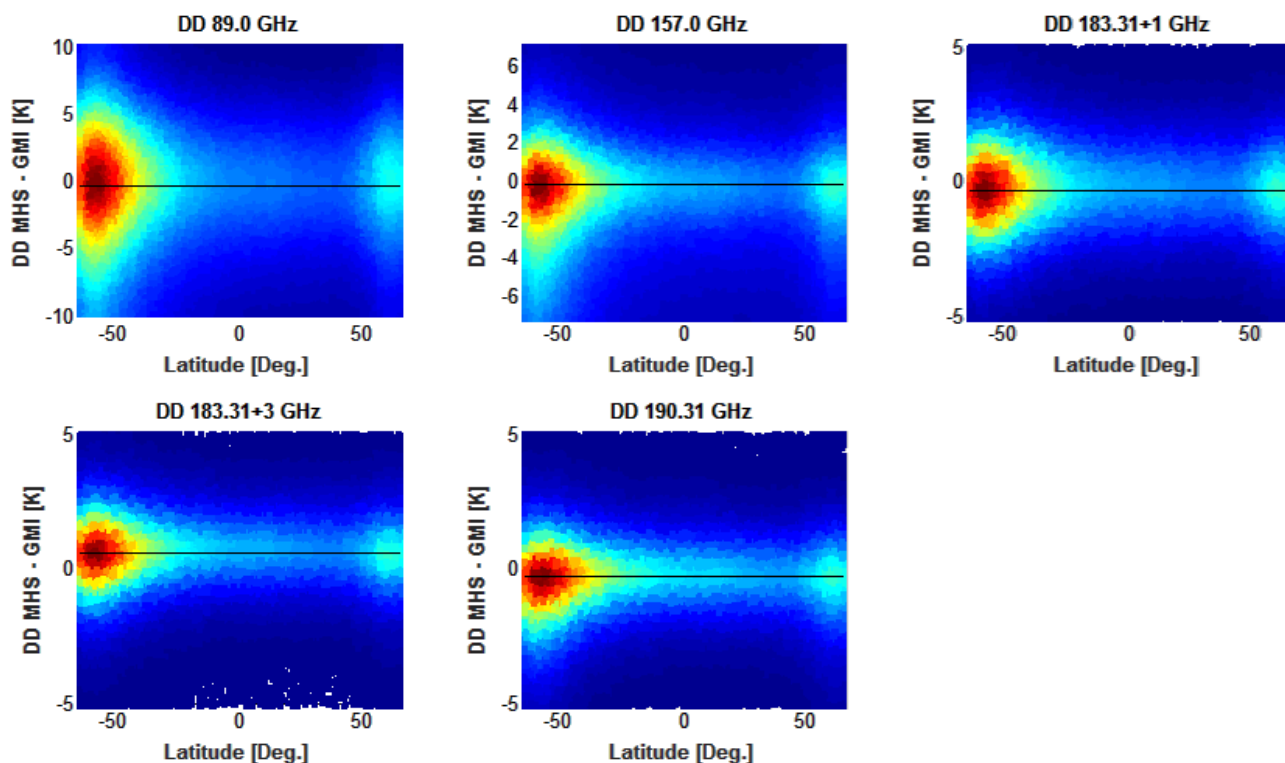 DD 89.0 GHz
10
5
0
-5
-10
DD MHS - GMI [K]
-50 0 50
Latitude [Deg.]
DD 157.0 GHz
6
4
2
0
-2
-4
-6
DD MHS - GMI [K]
-50 0 50
Latitude [Deg.]
DD 183.31+1 GHz
5
0
-5
DD MHS - GMI [K]
-50 0 50
Latitude [Deg.]
DD 183.31+3 GHz
5
0
-5
DD MHS - GMI [K]
-50 0 50
Latitude [Deg.]
DD 190.31 GHz
5
0
-5
DD MHS - GMI [K]
-50 0 50
Latitude [Deg.]